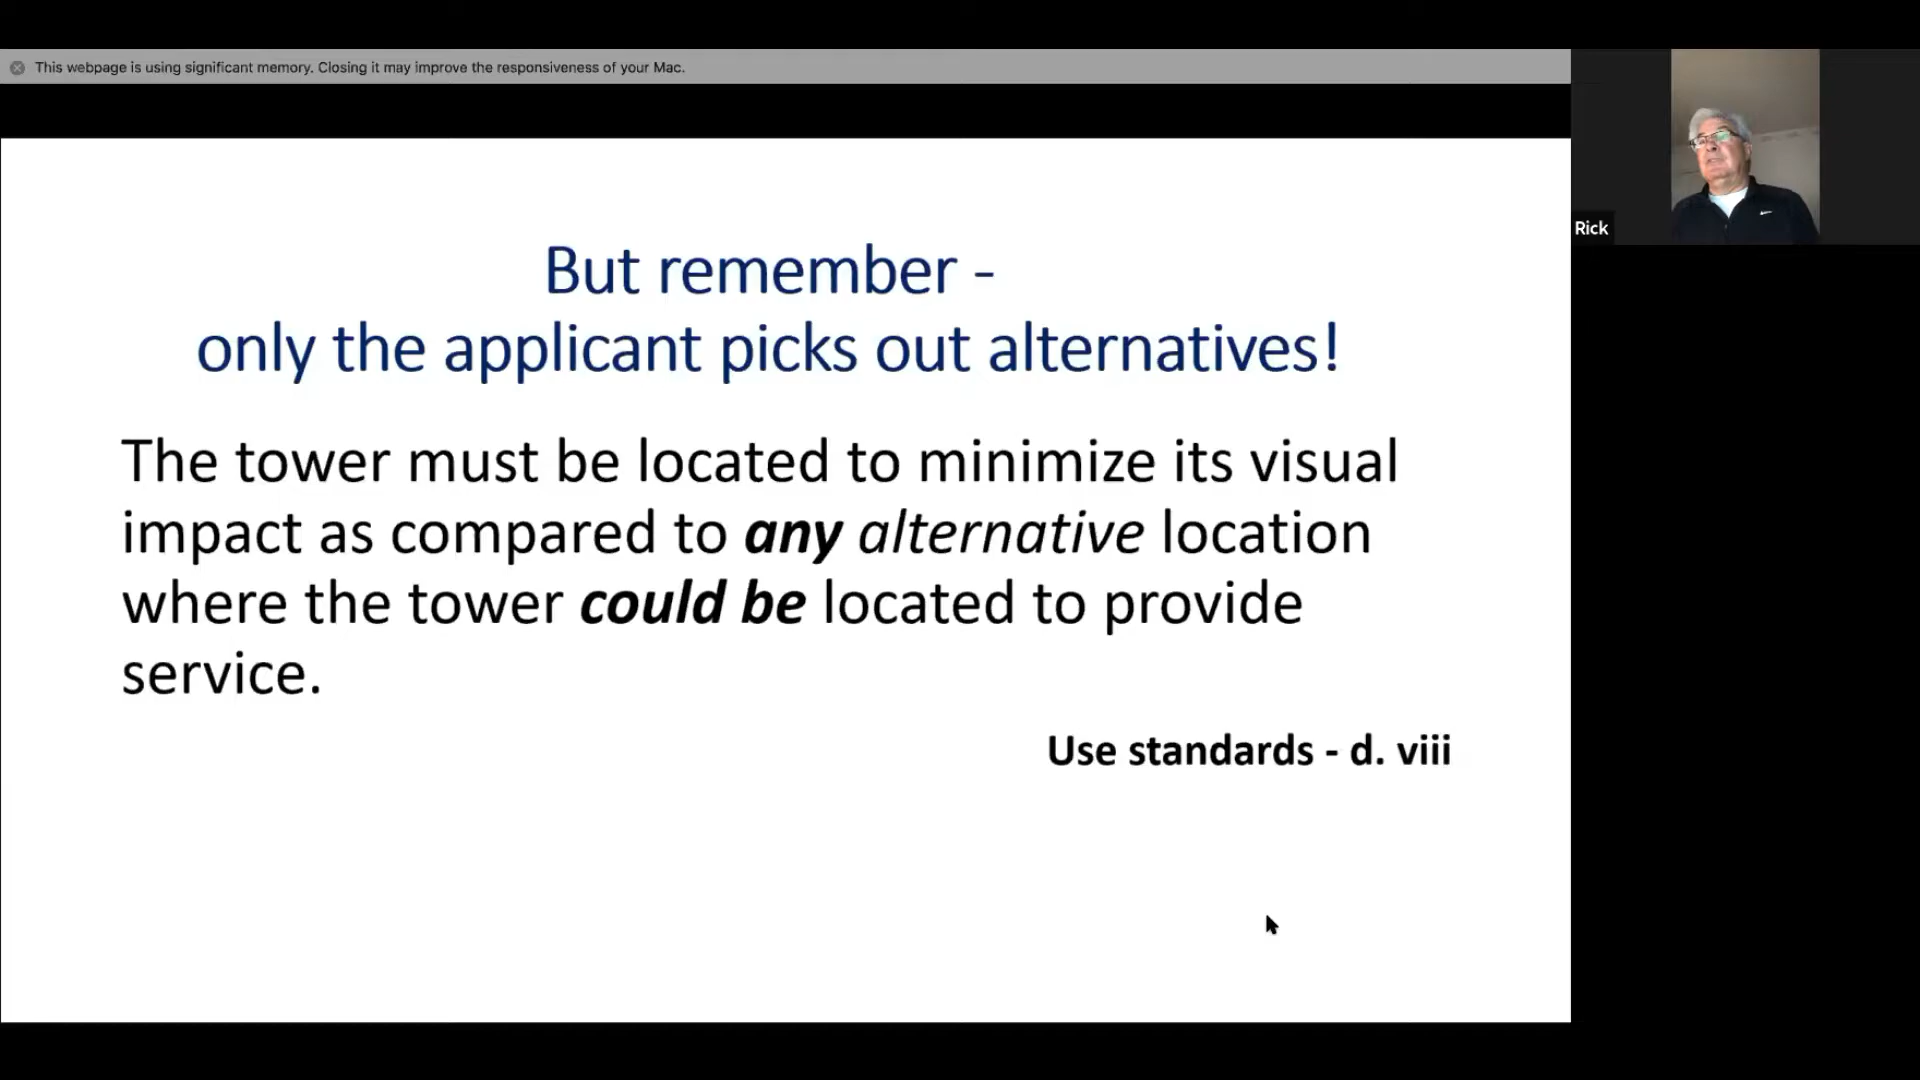 This webpage is using significant memory. Closing it may improve the responsiveness of your Mac.
Rick
But remember -
only the applicant picks out alternatives!
The tower must be located to minimize its visual
impact as compared to any alternative location
where the tower could be located to provide
service.
Use standards - d. viii